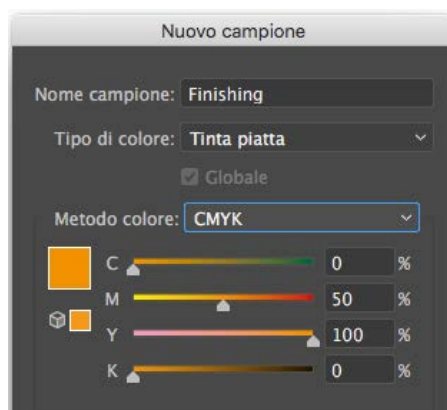 Nuovo campione
Nome campione: Finishing
Tipo di colore: Tinta piatta
Globale
Metodo colore: CMYK
C 0 %
M 50 %
Y 100 %
K 0 %